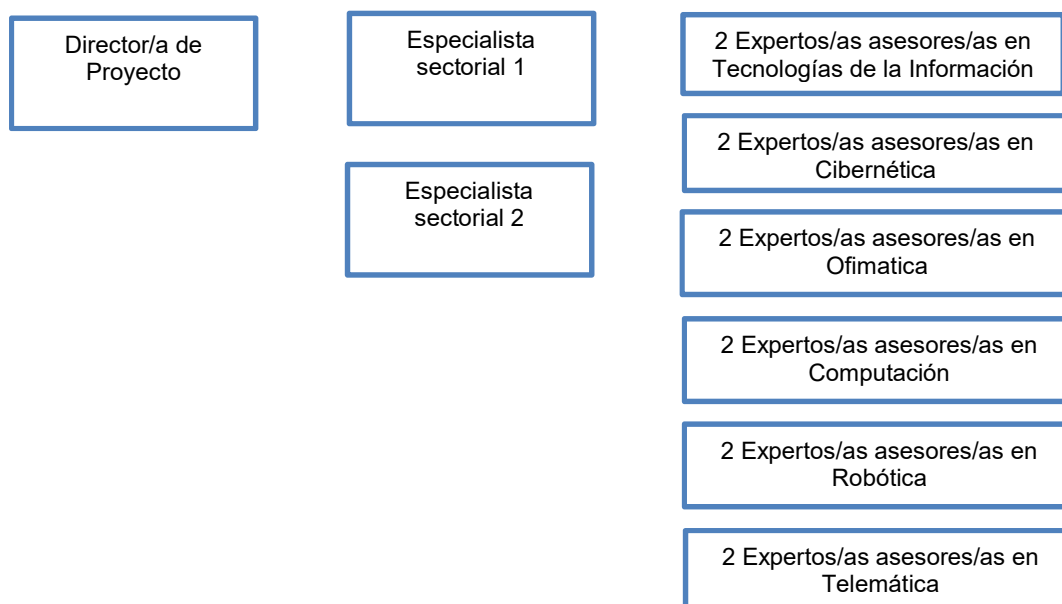 Director/a de
Proyecto
Especialista
sectorial 1
Especialista
sectorial 2
2 Expertos/as asesores/as en
Tecnologías de la Información
2 Expertos/as asesores/as en
Cibernética
2 Expertos/as asesores/as en
Ofimatica
2 Expertos/as asesores/as en
Computación
2 Expertos/as asesores/as en
Robótica
2 Expertos/as asesores/as en
Telemática